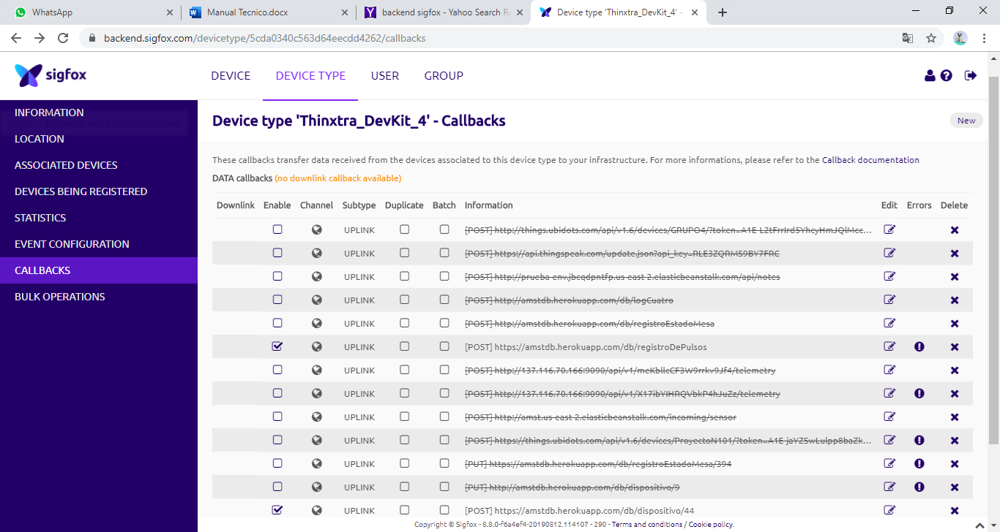 WhatsApp
Manual Tecnico.docx
backend sigfox - Yahoo Search R
Device type 'Thinxtra_DevKit_4' -
backend.sigfox.com/devicetype/5cda0340c563d64eecdd4262/callbacks
sigfox
DEVICE DEVICE TYPE USER GROUP
INFORMATION
LOCATION
ASSOCIATED DEVICES
DEVICES BEING REGISTERED
STATISTICS
EVENT CONFIGURATION
CALLBACKS
BULK OPERATIONS
Device type 'Thinxtra_DevKit_4' - Callbacks
New
These callbacks transfer data received from the devices associated to this device type to your infrastructure. For more informations, please refer to the Callback documentation
DATA callbacks (no downlink callback available)
Downlink Enable Channel Subtype Duplicate Batch Information Edit Errors Delete
UPLINK [POST] http://things.ubidots.com/api/v1.6/devices/GRUPO4/?token=A1E-L2tFrrIrd5YhcyHmJQlMcc...
UPLINK [POST] https://api.thingspeak.com/update.json?api_key=RLE3ZQRMS9BY7FRC
UPLINK [POST] http://prueba-env.jbcqdpntfp.us-east-2.elasticbeanstalk.com/api/notes
UPLINK [POST] http://amstdb.herokuapp.com/db/logCuatro
UPLINK [POST] http://amstdb.herokuapp.com/db/registroEstadoMesa
UPLINK [POST] https://amstdb.herokuapp.com/db/registroDePulsos
UPLINK [POST] http://137.116.70.166:9090/api/v1/meKbllcCF3W9rrkv9Jf4/telemetry
UPLINK [POST] http://137.116.70.166:9090/api/v1/X17ibYIHRQVbkP4hJuZz/telemetry
UPLINK [POST] http://amst.us-east-2.elasticbeanstalk.com/incoming/sensor
UPLINK [POST] https://things.ubidots.com/api/v1.6/devices/ProyectoN101/?token=A1E-jaYZSwLulpp8baZk...
UPLINK [PUT] https://amstdb.herokuapp.com/db/registroEstadoMesa/394
UPLINK [PUT] http://amstdb.herokuapp.com/db/dispositivo/9
UPLINK [POST] https://amstdb.herokuapp.com/db/dispositivo/44
Copyright © Sigfox - 8.8.0-f6a4ef4-20190812.114107 - 290 - Terms and conditions / Cookie policy.